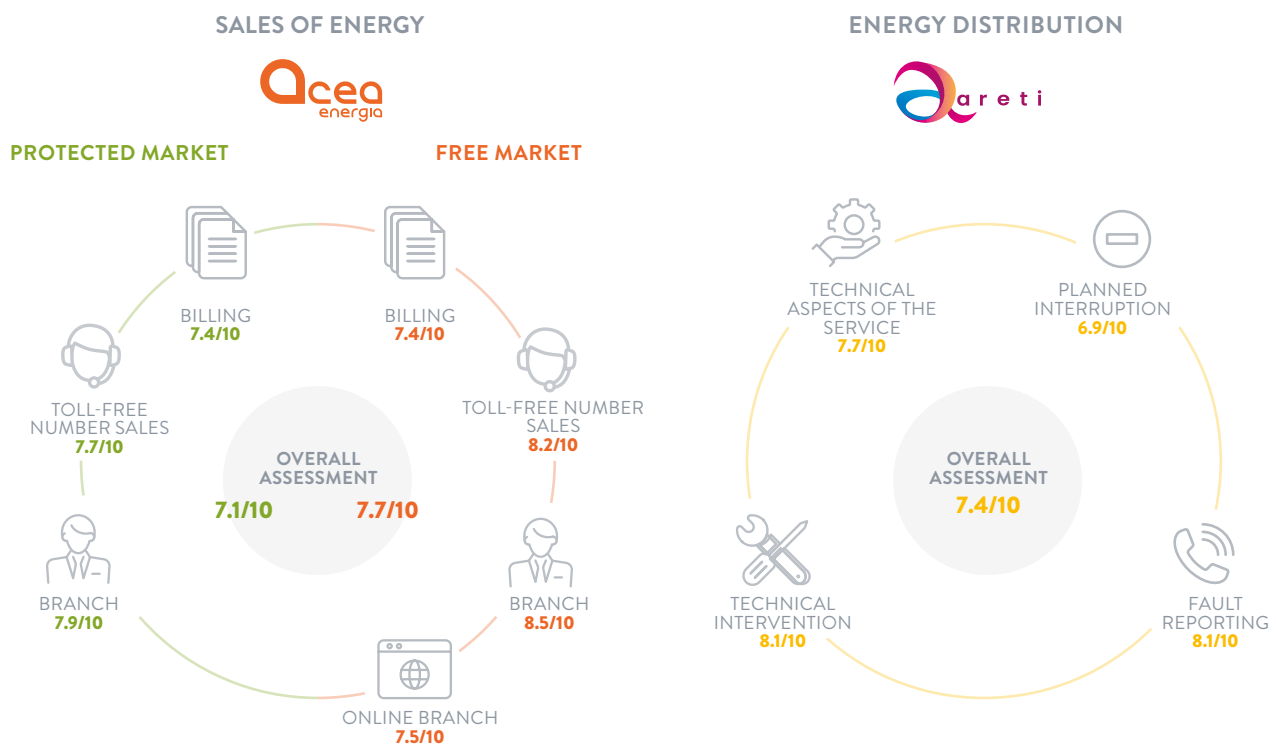 SALES OF ENERGY
acea
energia
PROTECTED MARKET
FREE MARKET
BILLING
7.4/10
BILLING
7.4/10
TOLL-FREE
NUMBER SALES
7.7/10
TOLL-FREE NUMBER
SALES
8.2/10
OVERALL
ASSESSMENT
7.1/10
7.7/10
BRANCH
7.9/10
BRANCH
8.5/10
ONLINE BRANCH
7.5/10
ENERGY DISTRIBUTION
areti
TECHNICAL
ASPECTS OF THE
SERVICE
7.7/10
PLANNED
INTERRUPTION
6.9/10
OVERALL
ASSESSMENT
7.4/10
TECHNICAL
INTERVENTION
8.1/10
FAULT
REPORTING
8.1/10